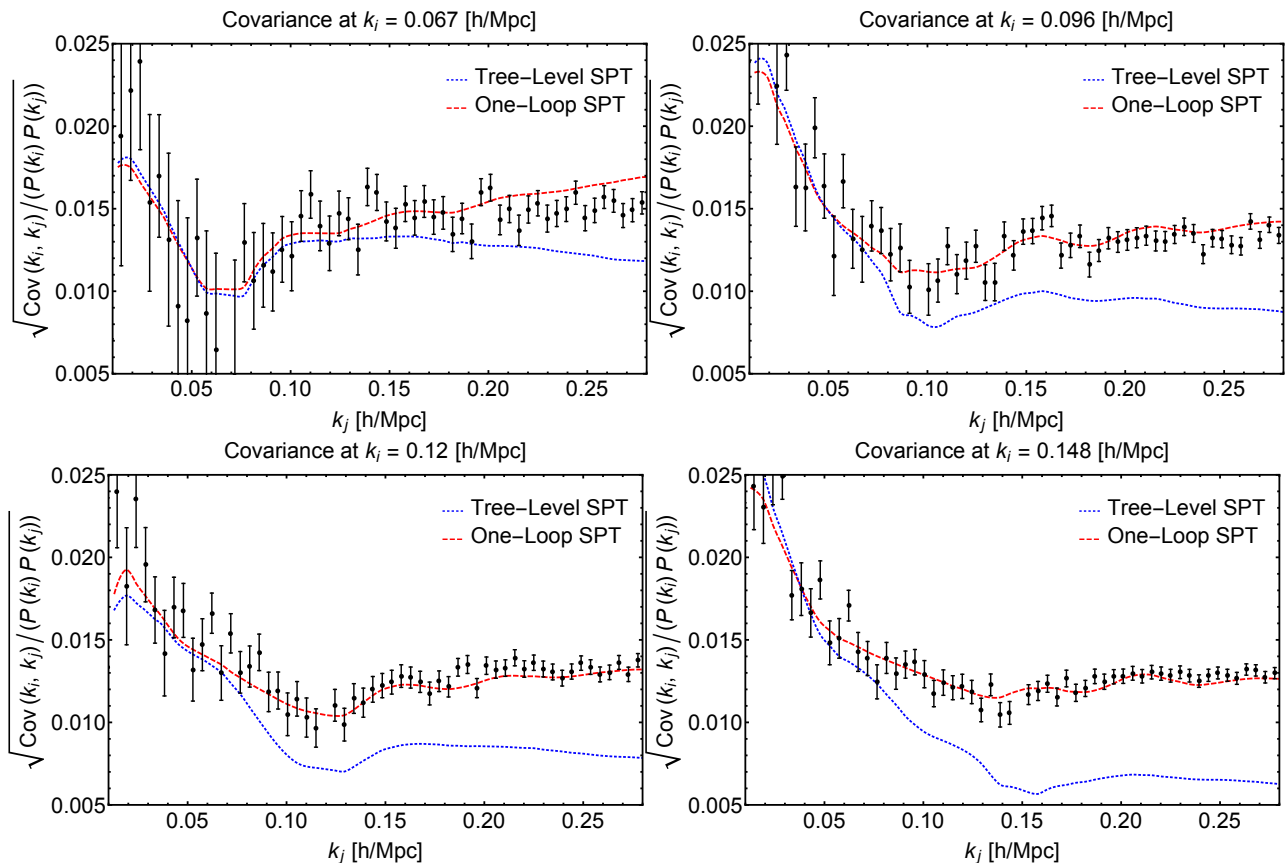 Covariance at k_i = 0.067 [h/Mpc]
Tree-Level SPT
One-Loop SPT
√Cov (k_i, k_j) / (P (k_i) P (k_j))
0.025
0.020
0.015
0.010
0.005
0.05 0.10 0.15 0.20 0.25
k_j [h/Mpc]
Covariance at k_i = 0.096 [h/Mpc]
Tree-Level SPT
One-Loop SPT
√Cov (k_i, k_j) / (P (k_i) P (k_j))
0.025
0.020
0.015
0.010
0.005
0.05 0.10 0.15 0.20 0.25
k_j [h/Mpc]
Covariance at k_i = 0.12 [h/Mpc]
Tree-Level SPT
One-Loop SPT
√Cov (k_i, k_j) / (P (k_i) P (k_j))
0.025
0.020
0.015
0.010
0.005
0.05 0.10 0.15 0.20 0.25
k_j [h/Mpc]
Covariance at k_i = 0.148 [h/Mpc]
Tree-Level SPT
One-Loop SPT
√Cov (k_i, k_j) / (P (k_i) P (k_j))
0.025
0.020
0.015
0.010
0.005
0.05 0.10 0.15 0.20 0.25
k_j [h/Mpc]